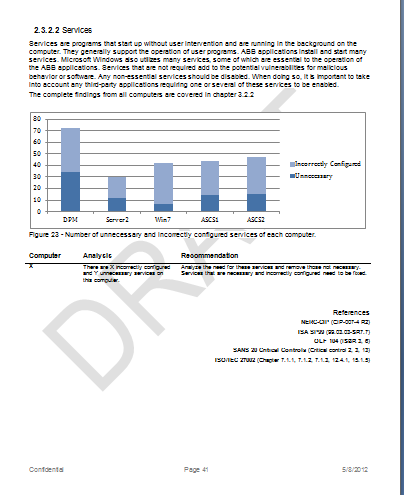 2.3.2.2 Services
Services are programs that start up without user intervention and are running in the background on the
computer. They generally support the operation of user programs. ABB applications install and start many
services. Microsoft Windows also utilizes many services, some of which are essential to the operation of
the ABB applications. Services that are not required add to the potential vulnerabilities for malicious
behavior or software. Any non-essential services should be disabled. When doing so, it is important to take
into account any third-party applications requiring one or several of these services to be enabled.
The complete findings from all computers are covered in chapter 3.2.2
80
70
60
50
40
30
20
10
0
DPM Server2 Win7 ASCS1 ASCS2
Incorrectly Configured
Unnecessary
Figure 23 - Number of unnecessary and incorrectly configured services of each computer.
Computer Analysis Recommendation
X There are X incorrectly configured Analyze the need for these services and remove those not necessary.
and Y unnecessary services on Services that are necessary and incorrectly configured need to be fixed.
this computer.
DRAFT
References
NERC-CIP (CIP-007-4 R2)
ISA SP99 (99.03.03-SR7.7)
OLF 104 (ISBR 3, 6)
SANS 20 Critical Controls (Critical control 2, 3, 13)
ISO/IEC 27002 (Chapter 7.1.1, 7.1.2, 7.1.3, 12.4.1, 15.1.5)
Confidential Page 41 5/8/2012